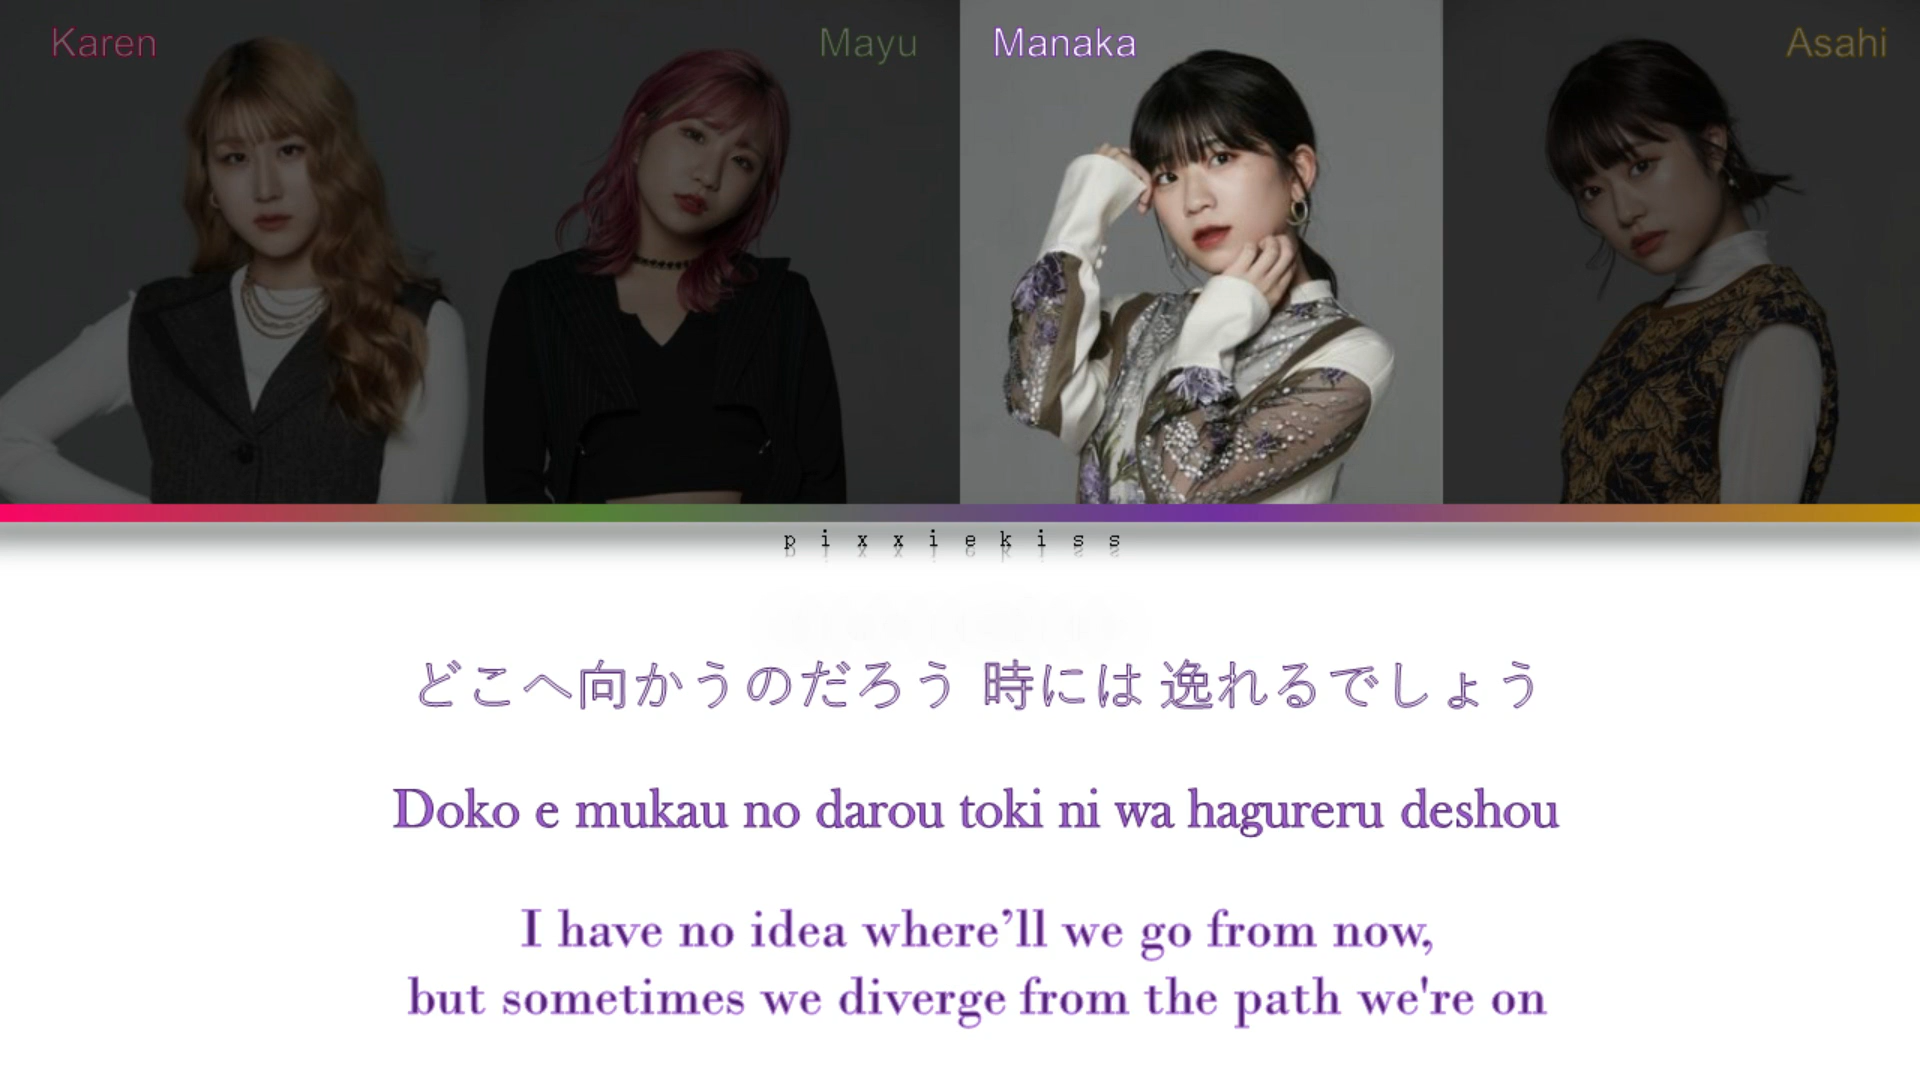 Karen
Mayu
Manaka
Asahi
pixxiekiss
どこへ向かうのだろう 時には 逸れるでしょう
Doko e mukau no darou toki ni wa hagureru deshou
I have no idea where’ll we go from now,
but sometimes we diverge from the path we're on